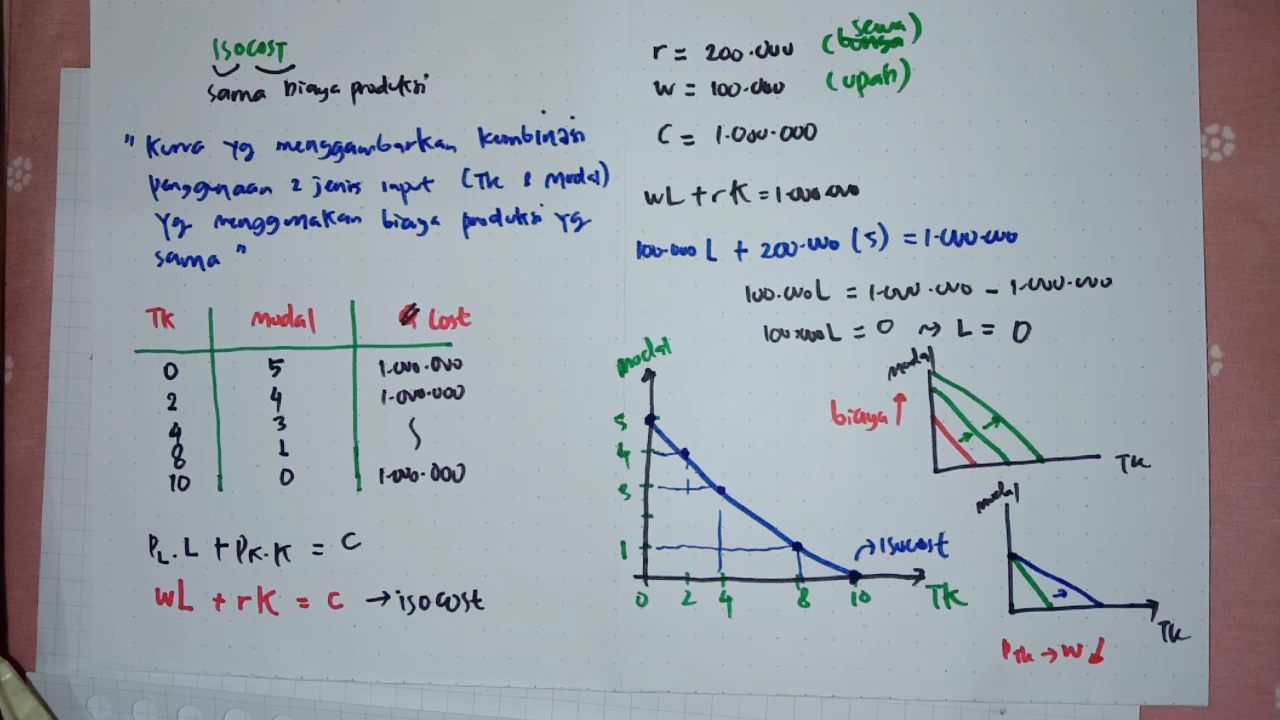 isocost
sama biaya produksi
"Kurva yg menggambarkan kombinasi
penggunaan 2 jenis input (TK & modal)
yg menggunakan biaya produksi yg
sama"
TK modal Cost
0 5 1.000.000
2 4 1.000.000
4 3
8 1
10 0 1.000.000
PL.L + PK.K = C
wL + rK = C → isocost
r = 200.000 (sewa)
w = 100.000 (upah)
C = 1.000.000
wL + rK = 1.000.000
100.000 L + 200.000 (5) = 1.000.000
100.000L = 1.000.000 - 1.000.000
100.000L = 0 → L = 0
modal
5
4
3
1
0 2 4 8 10 TK
isocost
modal
biaya ↑
TK
modal
TK
PTK → w↓